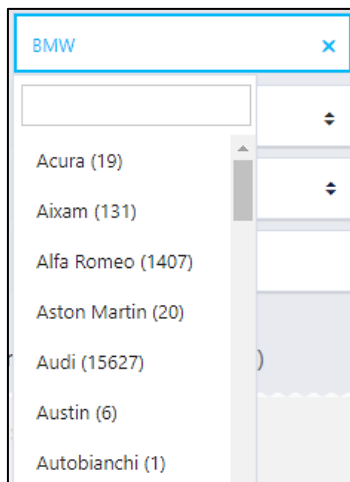 BMW
Acura (19)
Aixam (131)
Alfa Romeo (1407)
Aston Martin (20)
Audi (15627)
)
Austin (6)
Autobianchi (1)